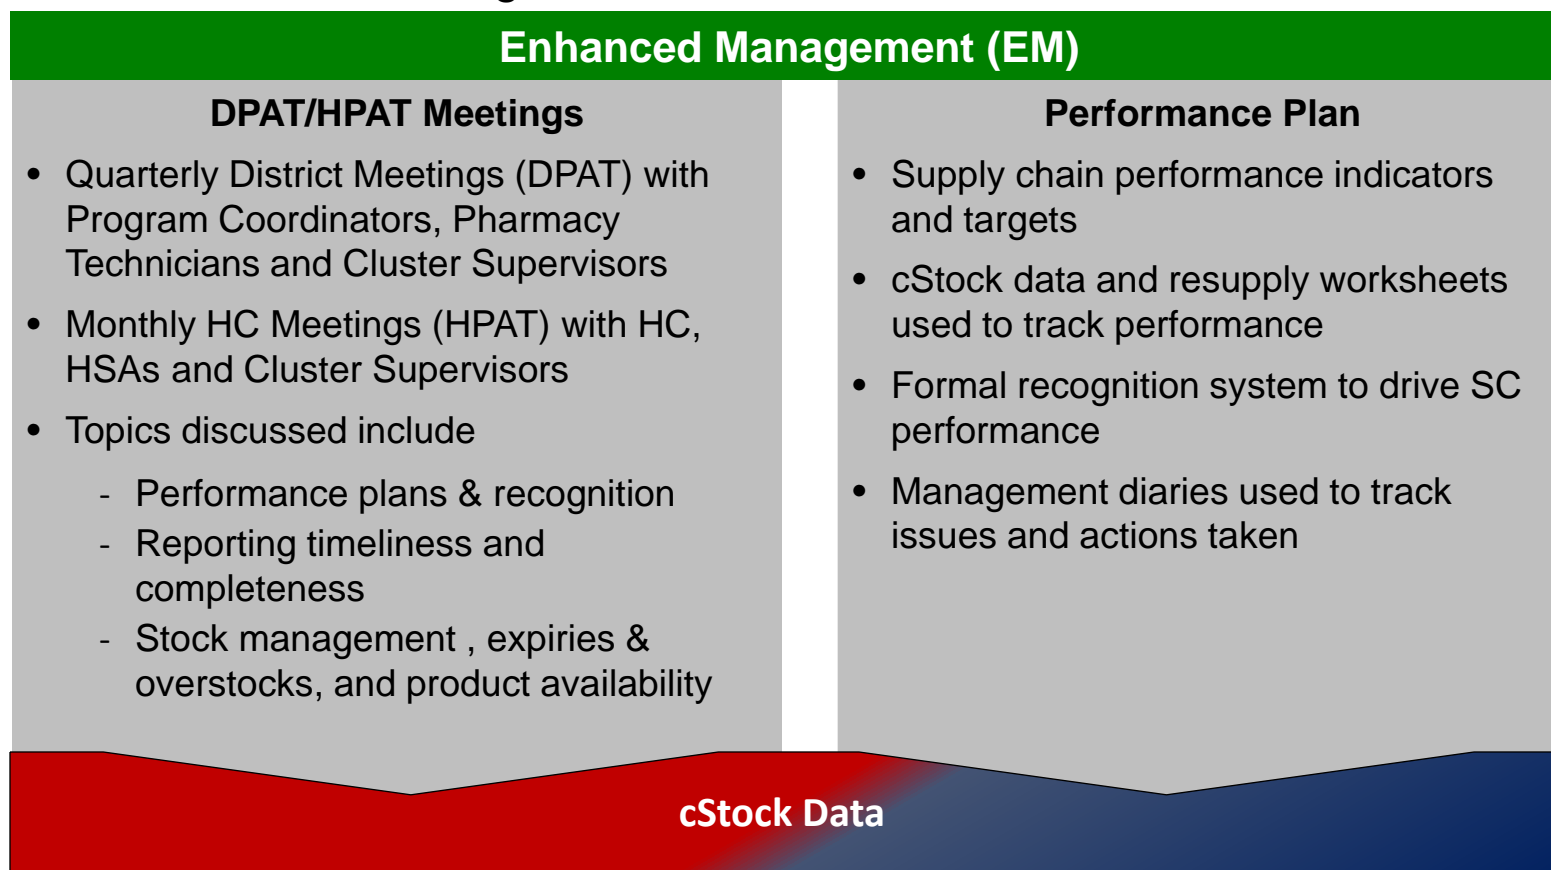 Enhanced Management (EM)
DPAT/HPAT Meetings
• Quarterly District Meetings (DPAT) with
Program Coordinators, Pharmacy
Technicians and Cluster Supervisors
• Monthly HC Meetings (HPAT) with HC,
HSAs and Cluster Supervisors
• Topics discussed include
- Performance plans & recognition
- Reporting timeliness and
completeness
- Stock management , expiries &
overstocks, and product availability
Performance Plan
• Supply chain performance indicators
and targets
• cStock data and resupply worksheets
used to track performance
• Formal recognition system to drive SC
performance
• Management diaries used to track
issues and actions taken
cStock Data